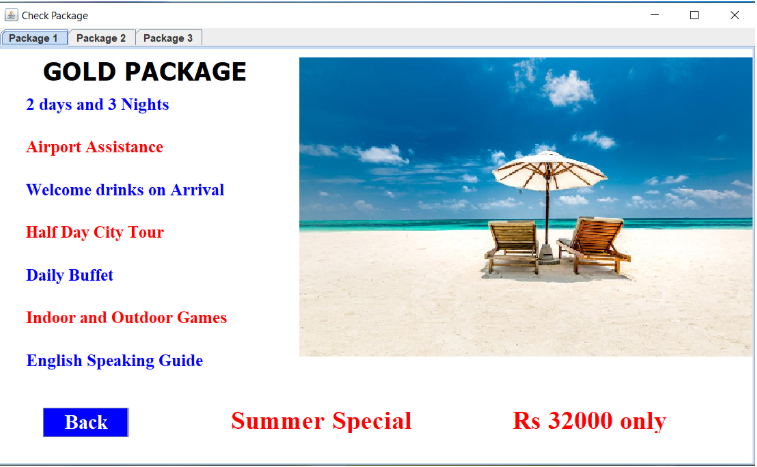 Check Package
Package 1 Package 2 Package 3
GOLD PACKAGE
2 days and 3 Nights
Airport Assistance
Welcome drinks on Arrival
Half Day City Tour
Daily Buffet
Indoor and Outdoor Games
English Speaking Guide
Back Summer Special Rs 32000 only